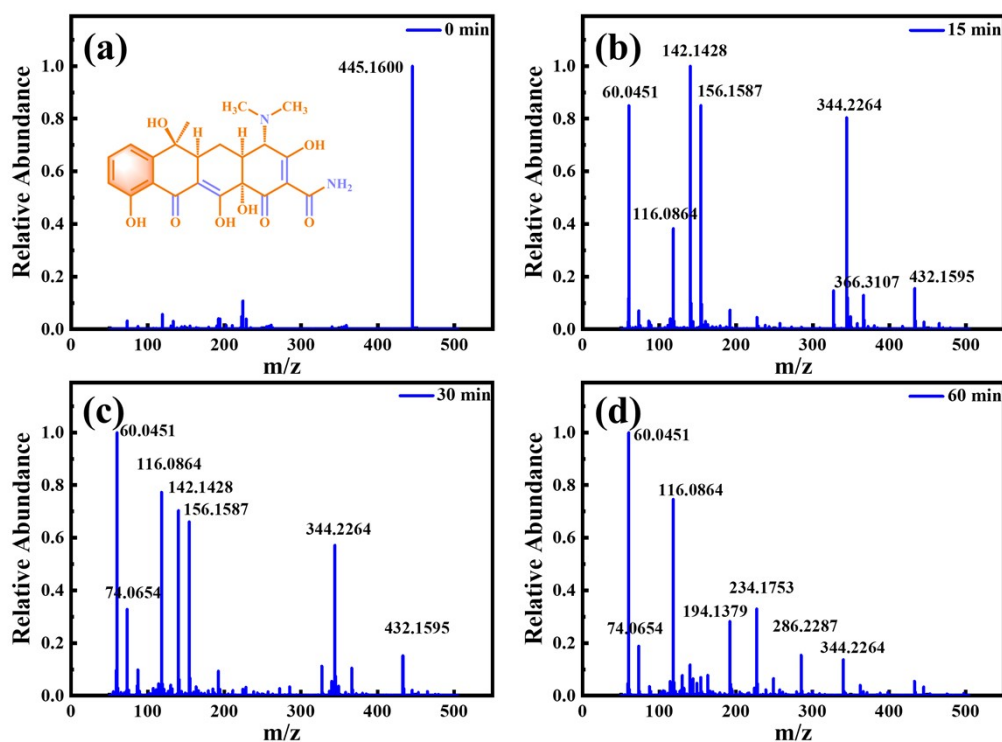 (a)
0 min
445.1600
H₃C
CH₃
N
HO
H
H
OH
NH₂
OH
O
OH
OH
O
O
Relative Abundance
1.0
0.8
0.6
0.4
0.2
0.0
0 100 200 300 400 500
m/z
(b)
15 min
142.1428
60.0451
156.1587
344.2264
116.0864
366.3107
432.1595
Relative Abundance
1.0
0.8
0.6
0.4
0.2
0.0
0 100 200 300 400 500
m/z
(c)
30 min
60.0451
116.0864
142.1428
156.1587
344.2264
74.0654
432.1595
Relative Abundance
1.0
0.8
0.6
0.4
0.2
0.0
0 100 200 300 400 500
m/z
(d)
60 min
60.0451
116.0864
234.1753
194.1379
74.0654
286.2287
344.2264
Relative Abundance
1.0
0.8
0.6
0.4
0.2
0.0
0 100 200 300 400 500
m/z